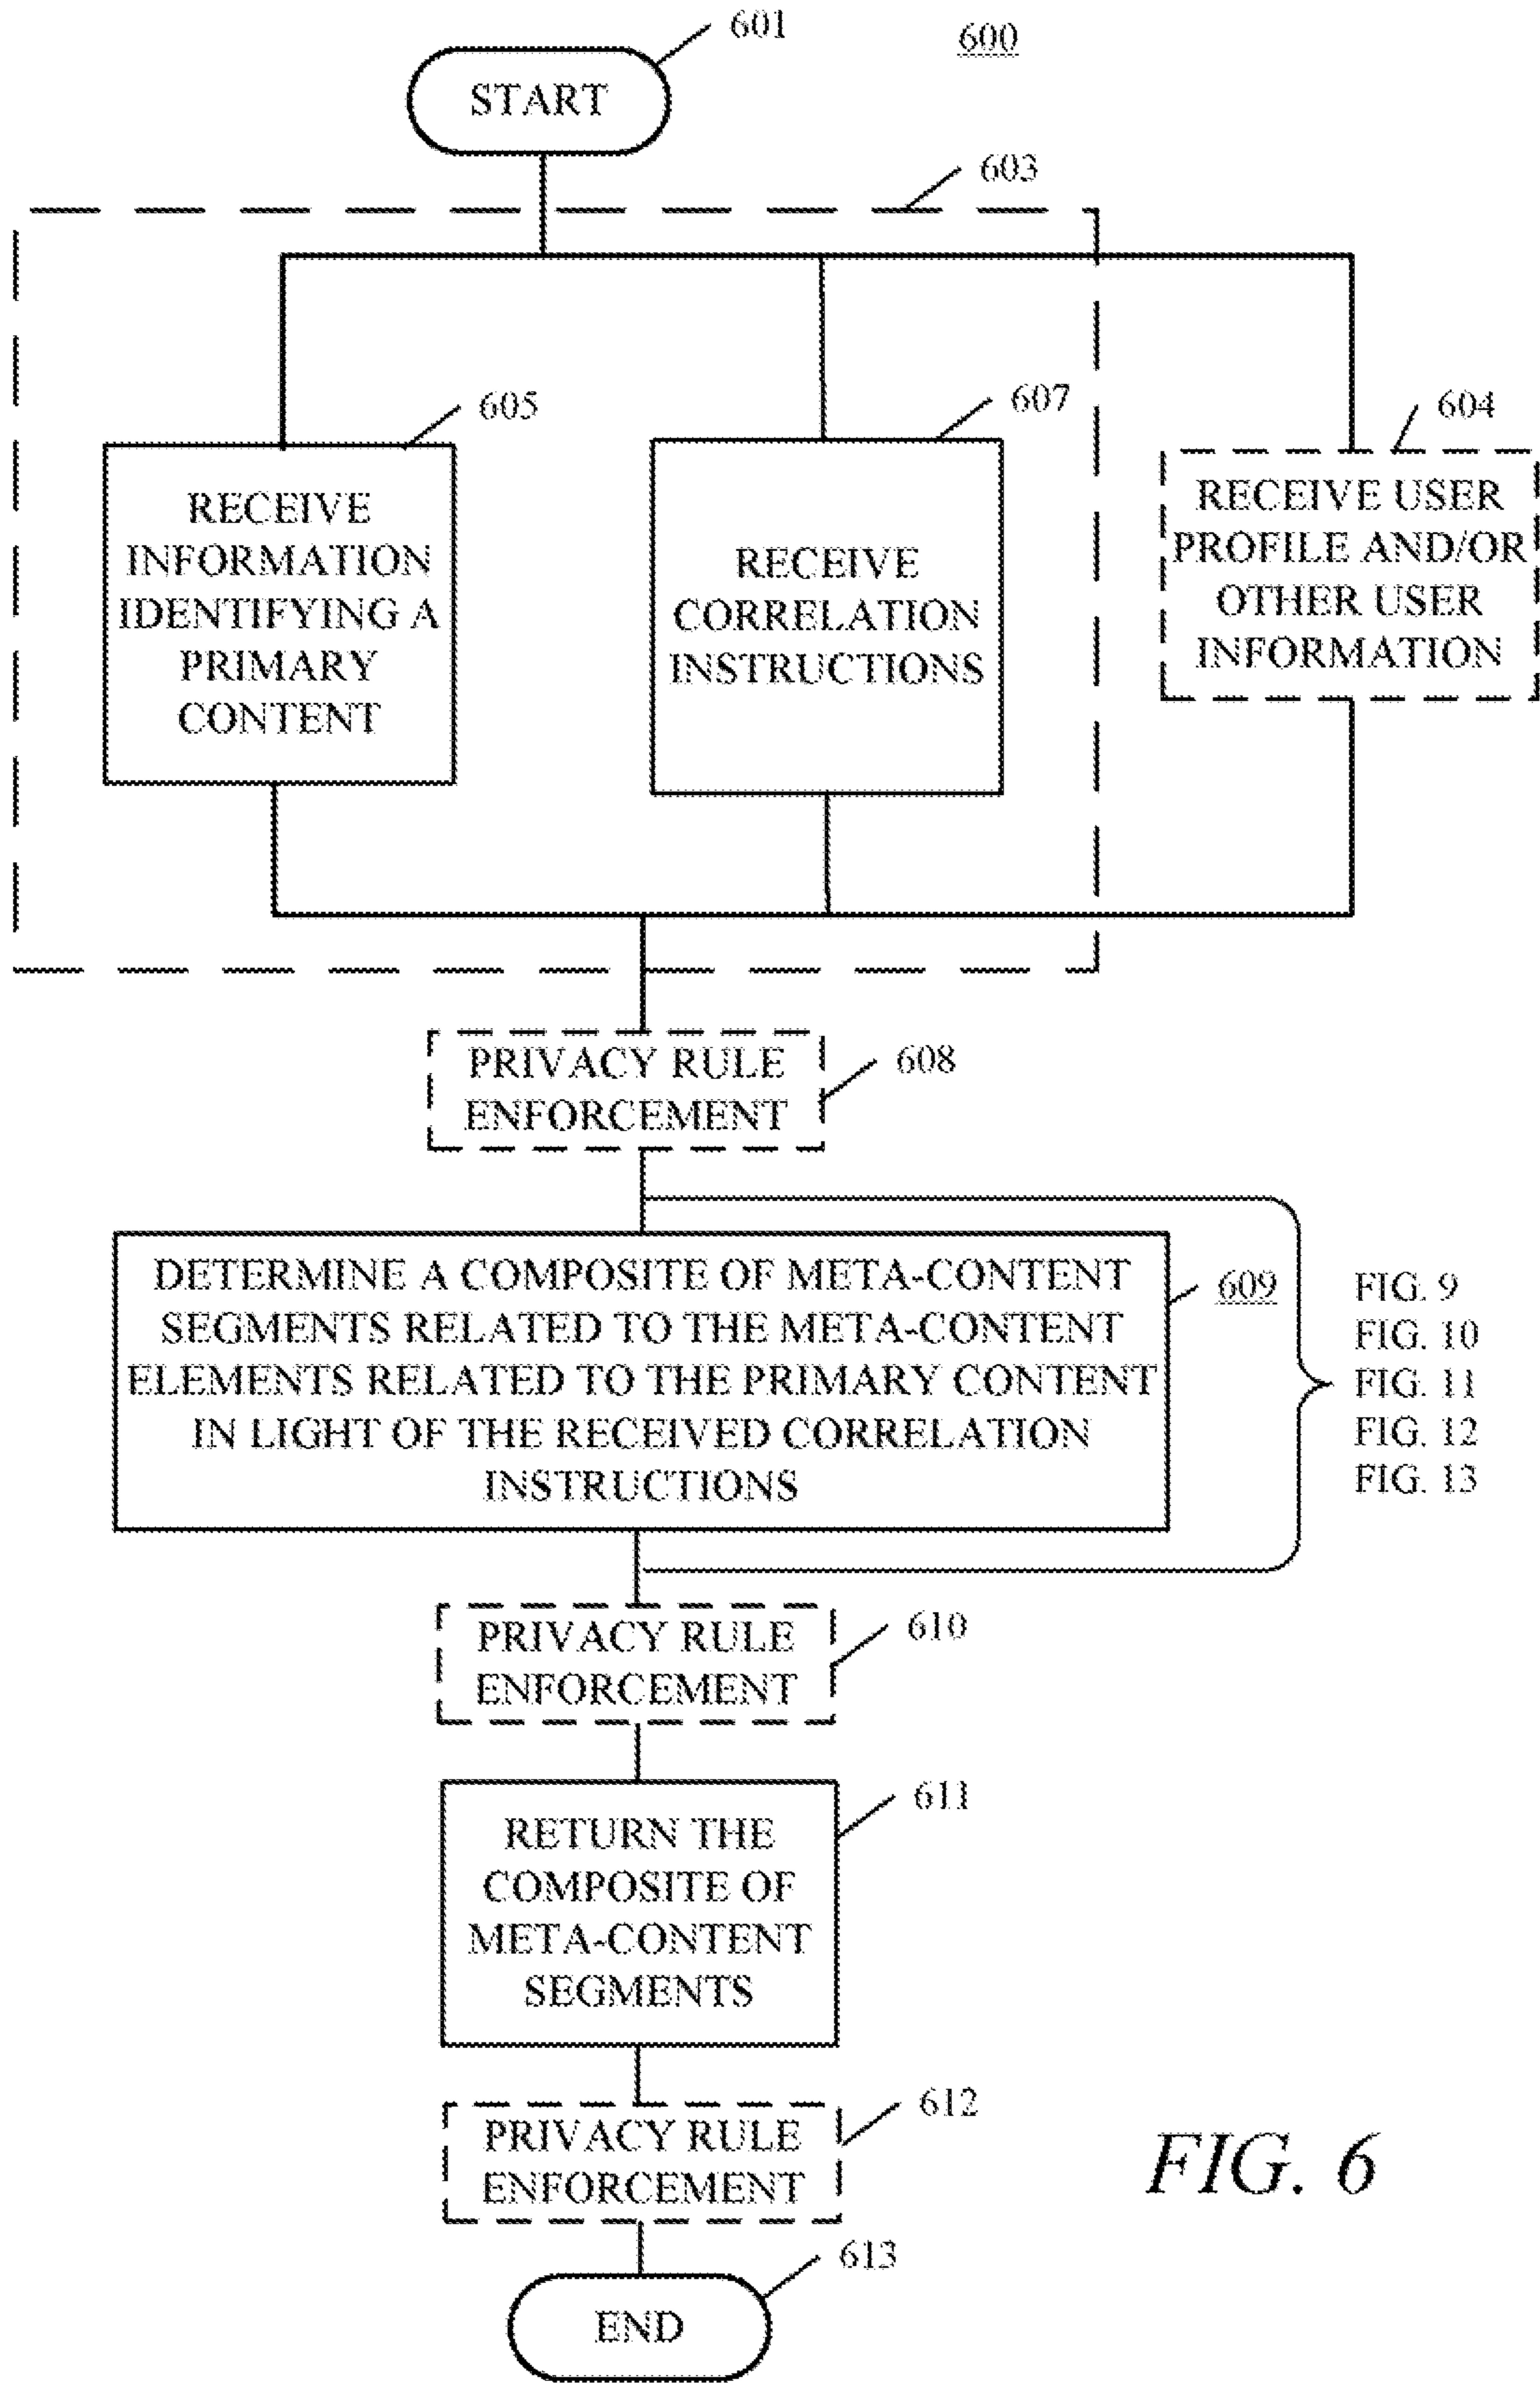 601
600
START
603
605
607
604
RECEIVE
INFORMATION
IDENTIFYING A
PRIMARY
CONTENT
RECEIVE
CORRELATION
INSTRUCTIONS
RECEIVE USER
PROFILE AND/OR
OTHER USER
INFORMATION
PRIVACY RULE
ENFORCEMENT
608
DETERMINE A COMPOSITE OF META-CONTENT
SEGMENTS RELATED TO THE META-CONTENT
ELEMENTS RELATED TO THE PRIMARY CONTENT
IN LIGHT OF THE RECEIVED CORRELATION
INSTRUCTIONS
609
FIG. 9
FIG. 10
FIG. 11
FIG. 12
FIG. 13
PRIVACY RULE
ENFORCEMENT
610
RETURN THE
COMPOSITE OF
META-CONTENT
SEGMENTS
611
PRIVACY RULE
ENFORCEMENT
612
FIG. 6
613
END